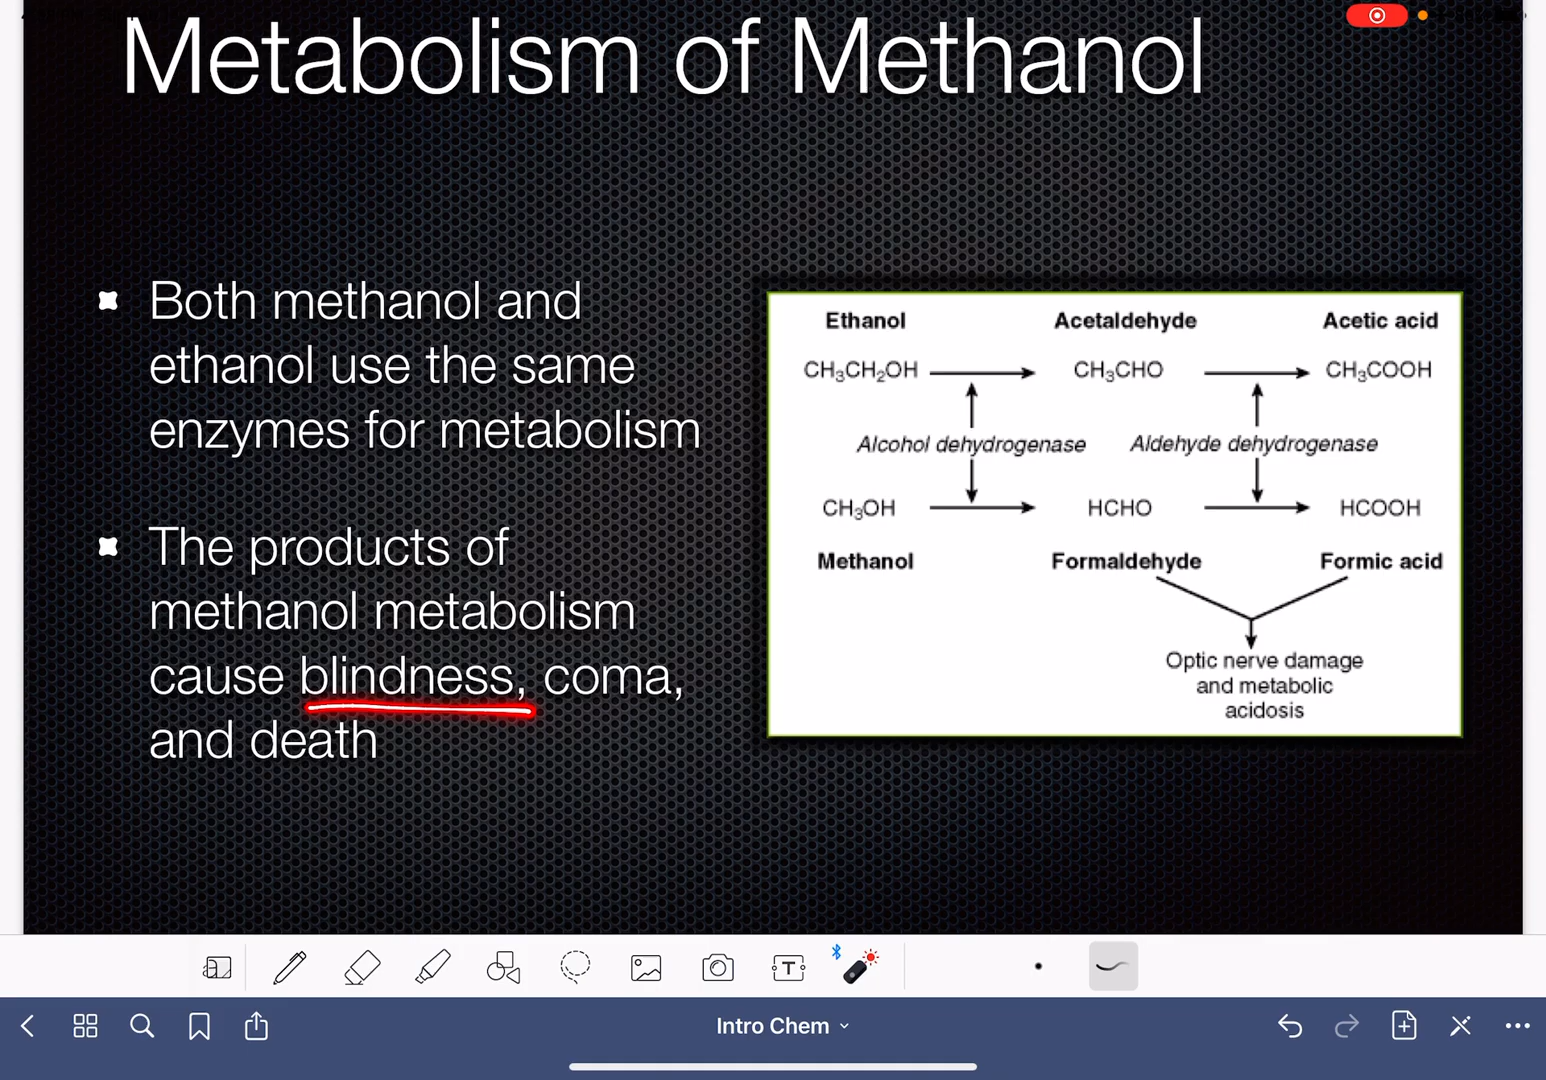 Metabolism of Methanol
Both methanol and
ethanol use the same
enzymes for metabolism
The products of
methanol metabolism
cause blindness, coma,
and death
Ethanol Acetaldehyde Acetic acid
CH₃CH₂OH CH₃CHO CH₃COOH
Alcohol dehydrogenase Aldehyde dehydrogenase
CH₃OH HCHO HCOOH
Methanol Formaldehyde Formic acid
Optic nerve damage
and metabolic
acidosis
a
T
Intro Chem